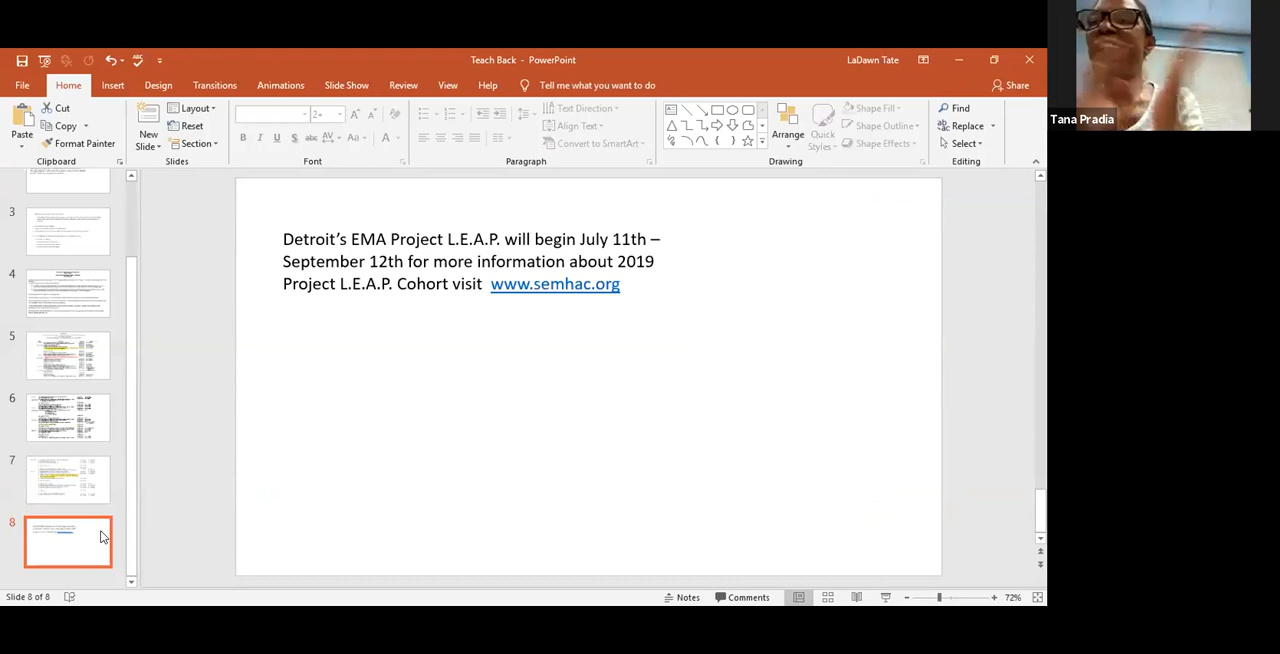 Teach Back - PowerPoint
LaDawn Tate
File Home Insert Design Transitions Animations Slide Show Review View Help Tell me what you want to do Share
Paste
Cut
Copy
Format Painter
Clipboard
New Slide
Layout
Reset
Section
Slides
2+
Font
Text Direction
Align Text
Convert to SmartArt
Paragraph
Arrange
Quick Styles
Shape Fill
Shape Outline
Shape Effects
Drawing
Find
Replace
Select
Editing
Tana Pradia
3
4
5
6
7
8
Detroit’s EMA Project L.E.A.P. will begin July 11th –
September 12th for more information about 2019
Project L.E.A.P. Cohort visit www.semhac.org
Slide 8 of 8
Notes
Comments
72%